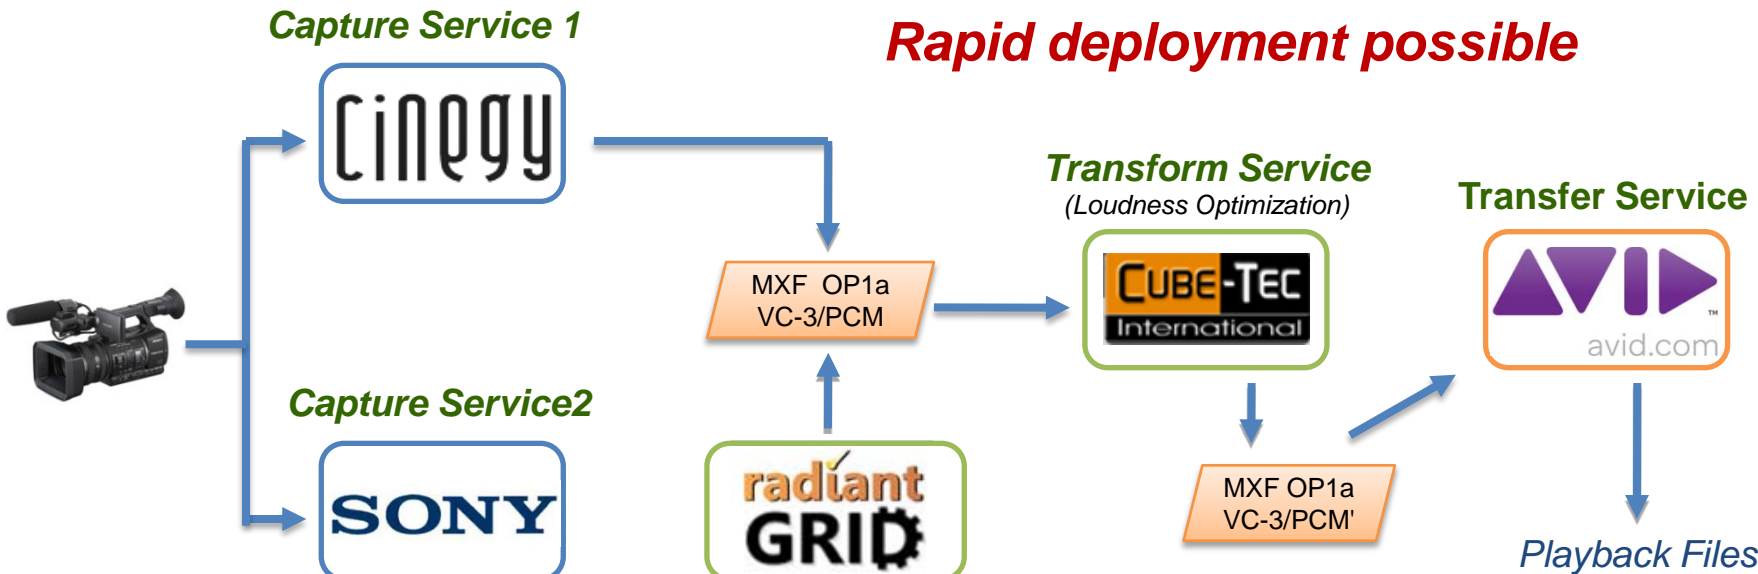 Capture Service 1
Rapid deployment possible
cinegy
Transform Service
(Loudness Optimization)
Transfer Service
MXF OP1a
VC-3/PCM
CUBE-TEC
International
AVID
TM
avid.com
Capture Service2
SONY
radiant
GRID
MXF OP1a
VC-3/PCM'
Playback Files